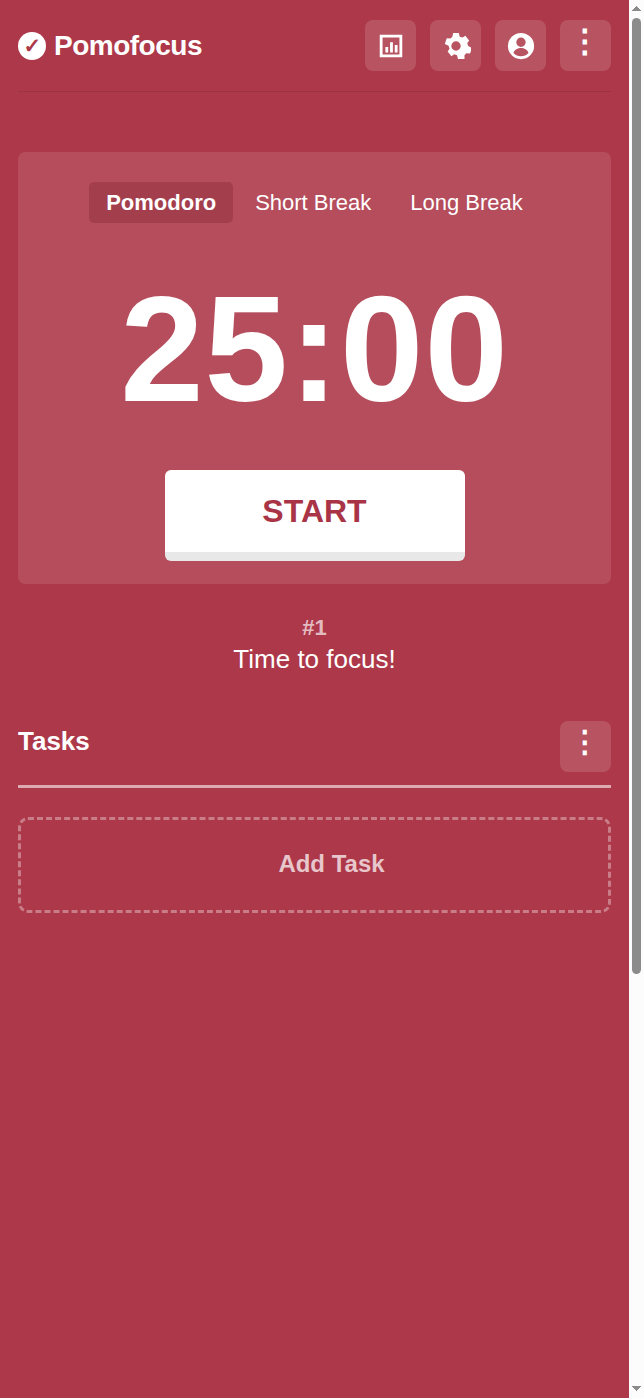 Pomofocus
Pomodoro Short Break Long Break
25:00
START
#1
Time to focus!
Tasks
Add Task